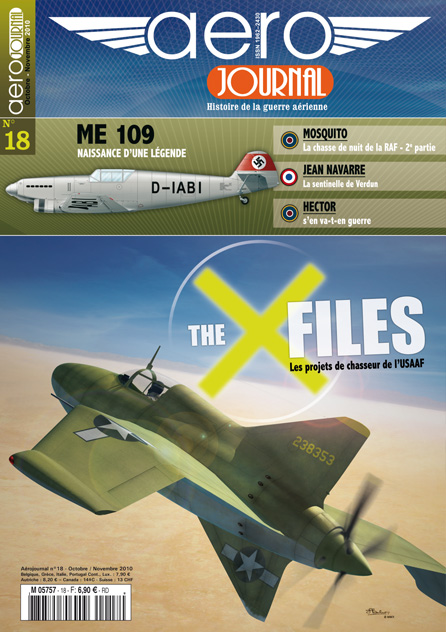 aero
JOURNAL
Octobre - Novembre 2010
N°
18
aero
ISSN 1962-2430
JOURNAL
Histoire de la guerre aérienne
ME 109
NAISSANCE D'UNE LÉGENDE
D-IABI
MOSQUITO
La chasse de nuit de la RAF - 2e partie
JEAN NAVARRE
La sentinelle de Verdun
HECTOR
s'en va-t-en guerre
THE X FILES
Les projets de chasseur de l'USAAF
238353
Aérojournal n°18 - Octobre / Novembre 2010
Belgique, Grèce, Italie, Portugal Cont., Lux. - 7,90 €
Autriche : 8,20 € - Canada : 14$C - Suisse : 13 CHF
M 05757 - 18 - F: 6,90 € - RD